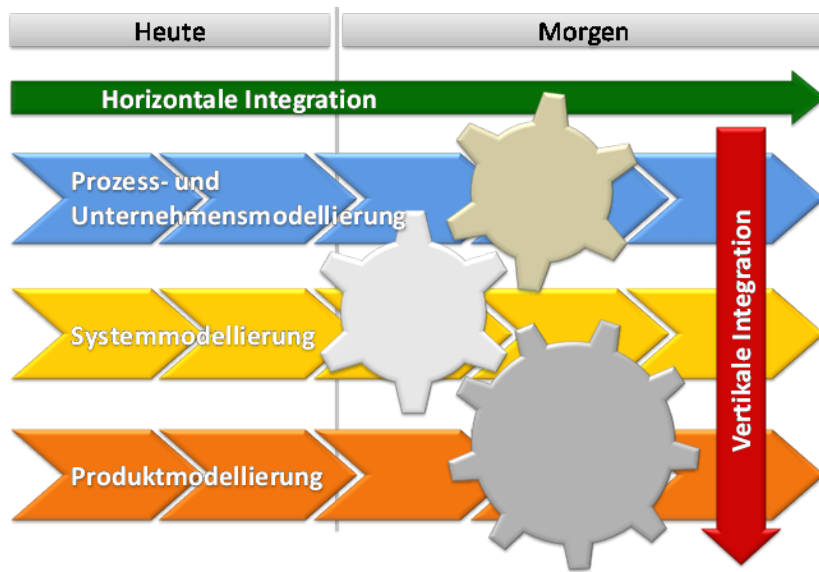 Heute
Morgen
Horizontale Integration
Prozess- und
Unternehmensmodellierung
Systemmodellierung
Produktmodellierung
Vertikale Integration